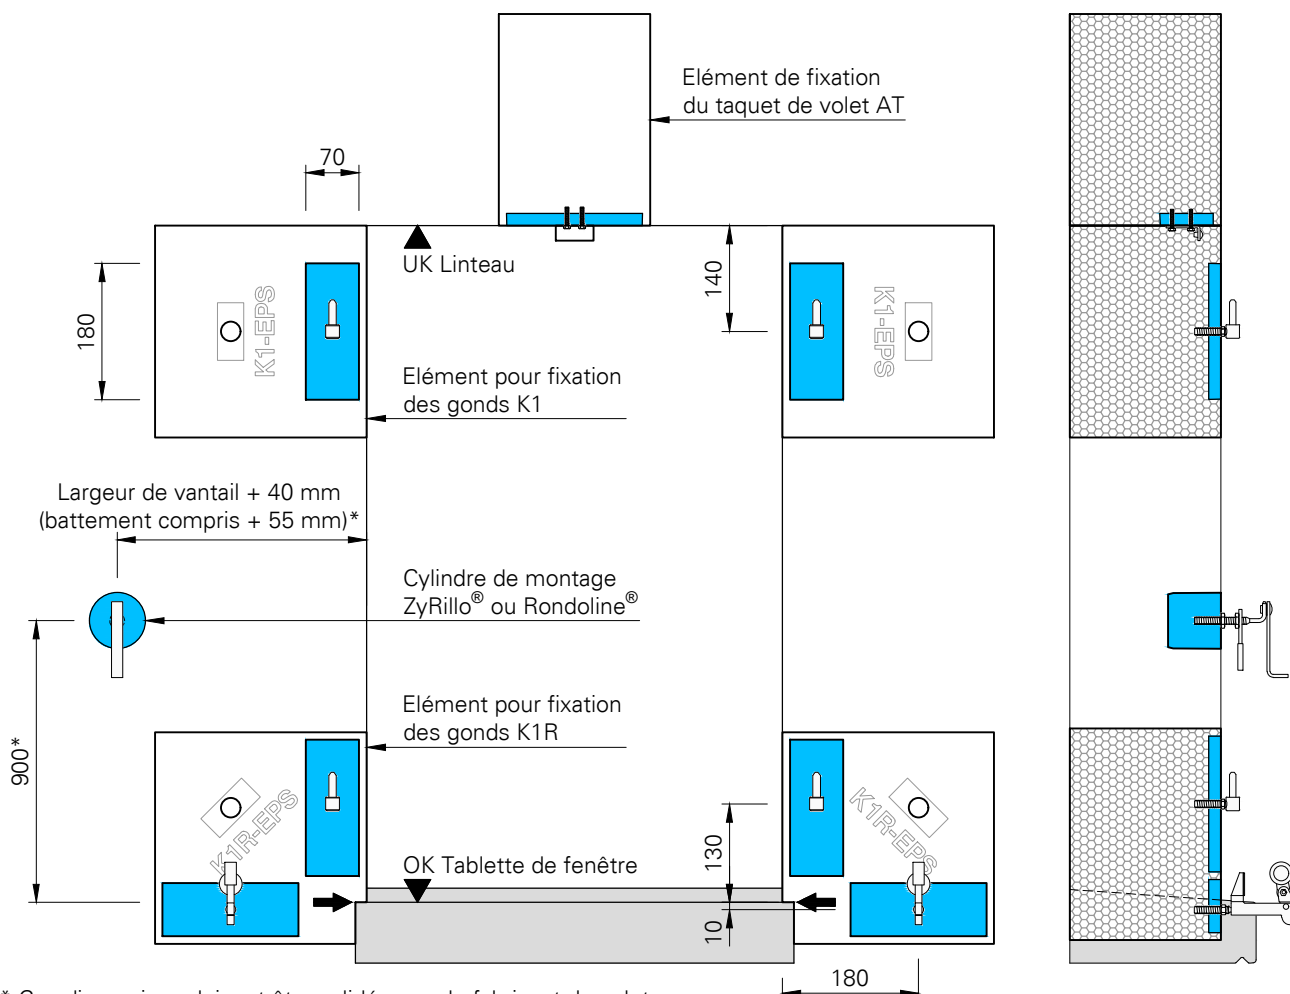 Elément de fixation
du taquet de volet AT
70
UK Linteau
140
180
K1-EPS
K1-EPS
Elément pour fixation
des gonds K1
Largeur de vantail + 40 mm
(battement compris + 55 mm)*
Cylindre de montage
ZyRillo® ou Rondoline®
Elément pour fixation
des gonds K1R
900*
K1R-EPS
K1R-EPS
130
OK Tablette de fenêtre
10
180